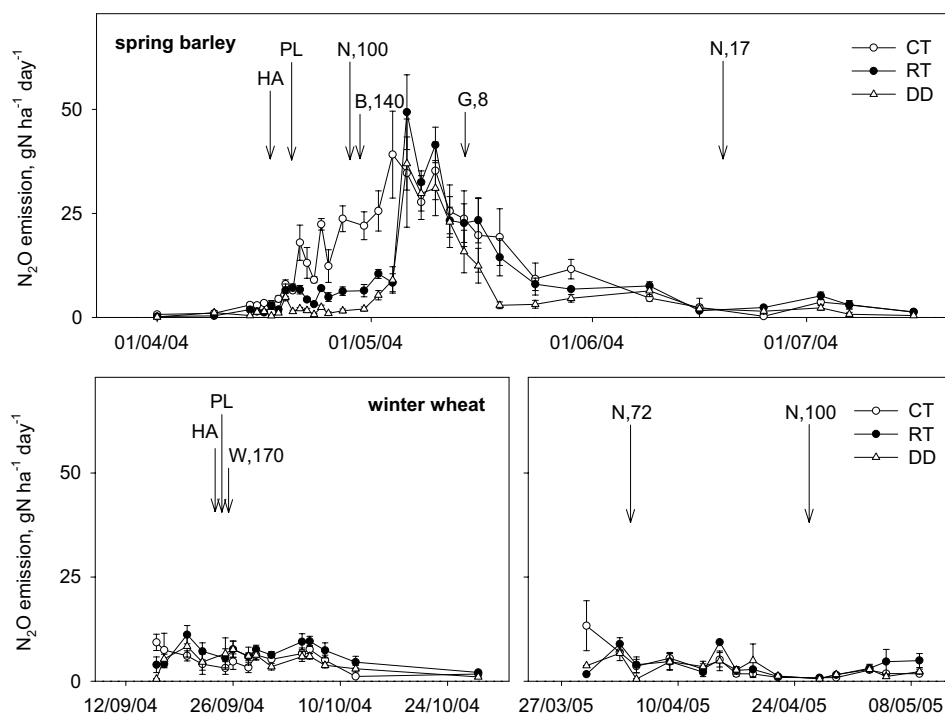 spring barley
PL
N,100
N,17
CT
HA
RT
B,140
G,8
DD
N₂O emission, gN ha⁻¹ day⁻¹
50
25
0
01/04/04 01/05/04 01/06/04 01/07/04
PL
winter wheat
HA
W,170
N,72
N,100
CT
RT
DD
N₂O emission, gN ha⁻¹ day⁻¹
50
25
0
12/09/04 26/09/04 10/10/04 24/10/04
27/03/05 10/04/05 24/04/05 08/05/05